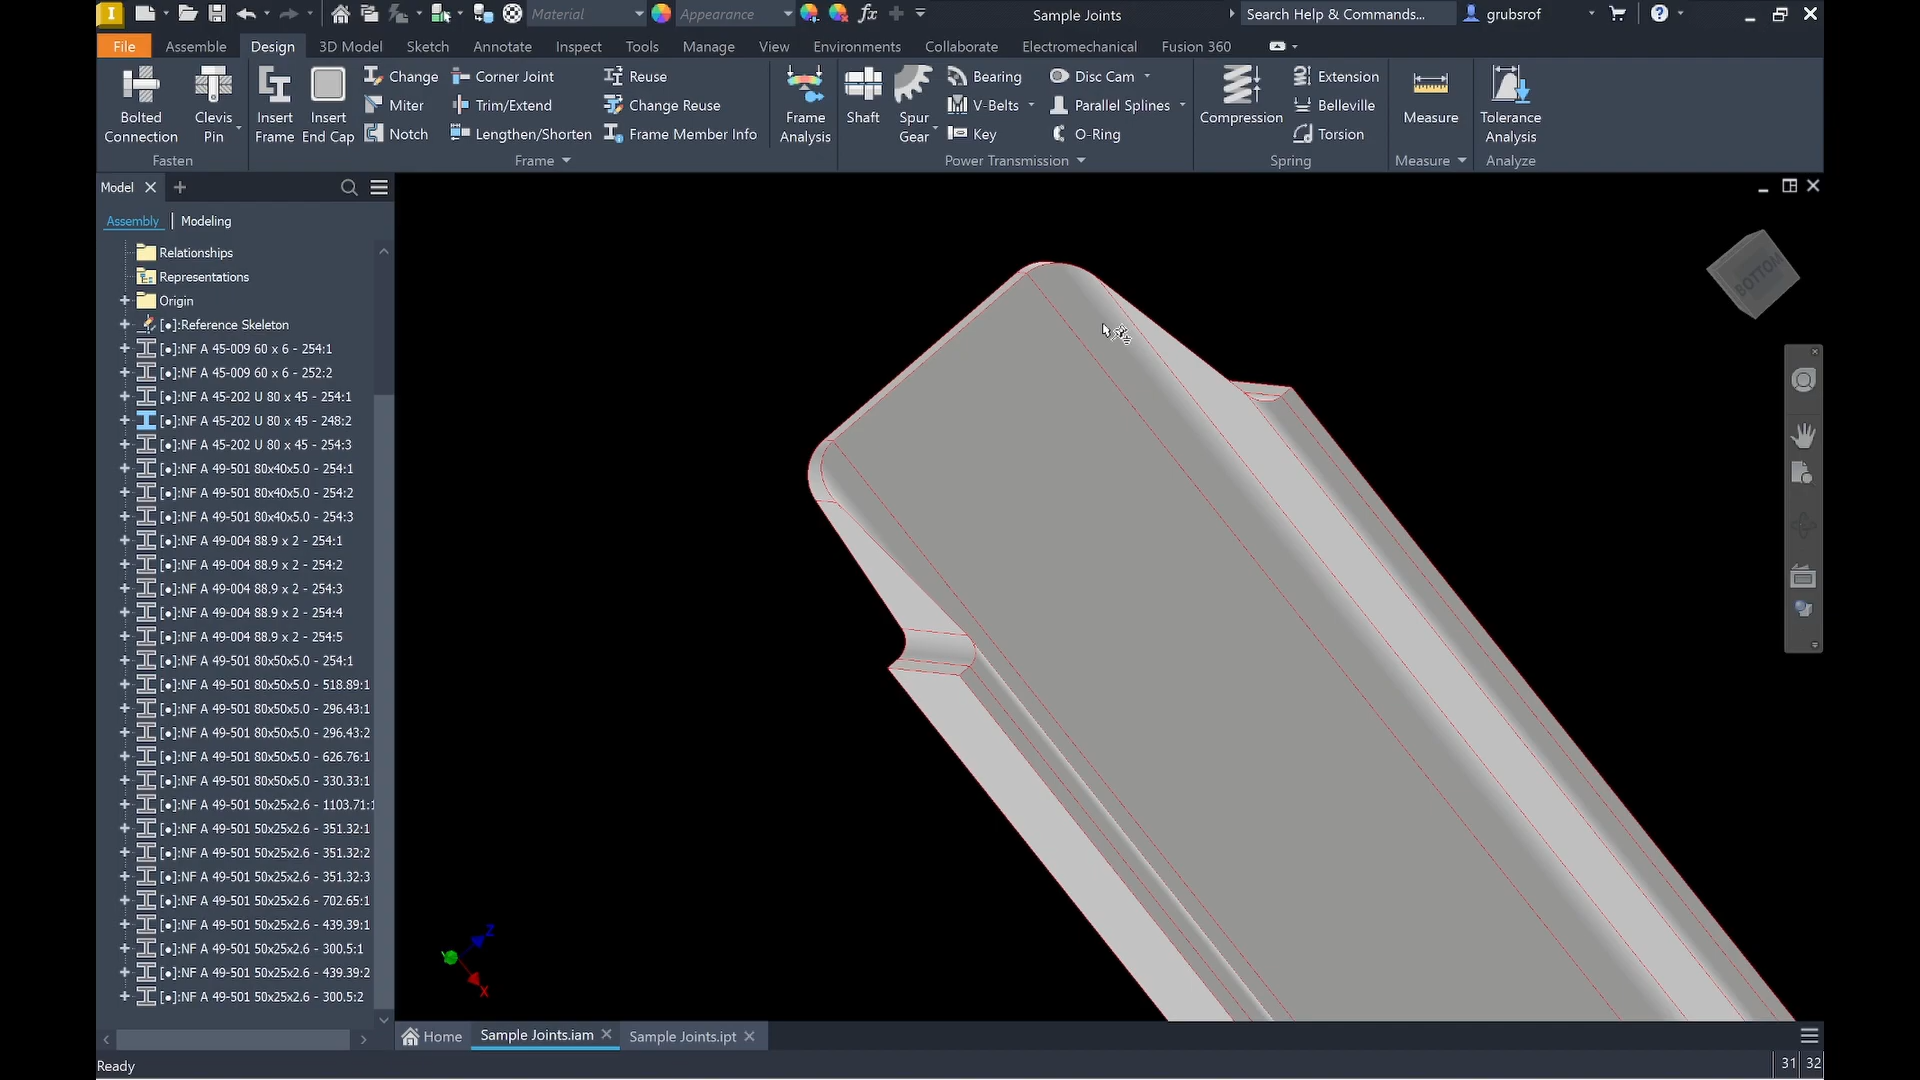 Material
Appearance
fx
Sample Joints
Search Help & Commands...
grubsrof
File
Assemble
Design
3D Model
Sketch
Annotate
Inspect
Tools
Manage
View
Environments
Collaborate
Electromechanical
Fusion 360
Bolted
Connection
Clevis
Pin
Fasten
Insert
Frame
Insert
End Cap
Change
Miter
Notch
Corner Joint
Trim/Extend
Lengthen/Shorten
Reuse
Change Reuse
Frame Member Info
Frame
Frame
Analysis
Shaft
Spur
Gear
Bearing
V-Belts
Key
Disc Cam
Parallel Splines
O-Ring
Power Transmission
Compression
Extension
Belleville
Torsion
Spring
Measure
Measure
Tolerance
Analysis
Analyze
Model
Assembly | Modeling
Relationships
Representations
Origin
[●]:Reference Skeleton
[●]:NF A 45-009 60 x 6 - 254:1
[●]:NF A 45-009 60 x 6 - 252:2
[●]:NF A 45-202 U 80 x 45 - 254:1
[●]:NF A 45-202 U 80 x 45 - 248:2
[●]:NF A 45-202 U 80 x 45 - 254:3
[●]:NF A 49-501 80x40x5.0 - 254:1
[●]:NF A 49-501 80x40x5.0 - 254:2
[●]:NF A 49-501 80x40x5.0 - 254:3
[●]:NF A 49-004 88.9 x 2 - 254:1
[●]:NF A 49-004 88.9 x 2 - 254:2
[●]:NF A 49-004 88.9 x 2 - 254:3
[●]:NF A 49-004 88.9 x 2 - 254:4
[●]:NF A 49-004 88.9 x 2 - 254:5
[●]:NF A 49-501 80x50x5.0 - 254:1
[●]:NF A 49-501 80x50x5.0 - 518.89:1
[●]:NF A 49-501 80x50x5.0 - 296.43:1
[●]:NF A 49-501 80x50x5.0 - 296.43:2
[●]:NF A 49-501 80x50x5.0 - 626.76:1
[●]:NF A 49-501 80x50x5.0 - 330.33:1
[●]:NF A 49-501 50x25x2.6 - 1103.71:1
[●]:NF A 49-501 50x25x2.6 - 351.32:1
[●]:NF A 49-501 50x25x2.6 - 351.32:2
[●]:NF A 49-501 50x25x2.6 - 351.32:3
[●]:NF A 49-501 50x25x2.6 - 702.65:1
[●]:NF A 49-501 50x25x2.6 - 439.39:1
[●]:NF A 49-501 50x25x2.6 - 300.5:1
[●]:NF A 49-501 50x25x2.6 - 439.39:2
[●]:NF A 49-501 50x25x2.6 - 300.5:2
BOTTOM
Z
Y
X
Home
Sample Joints.iam
Sample Joints.ipt
Ready
31 32